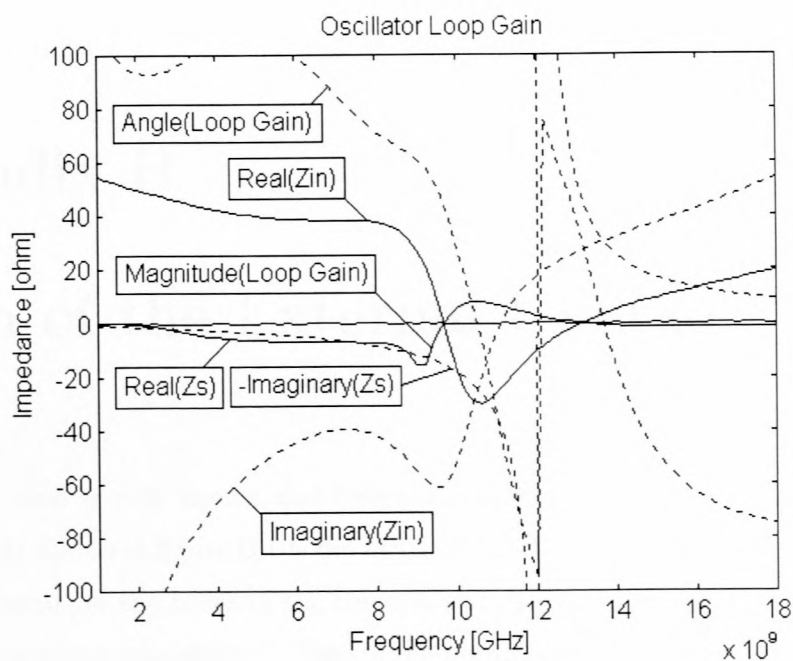 Oscillator Loop Gain
100
80
60
40
20
0
-20
-40
-60
-80
-100
Impedance [ohm]
Angle(Loop Gain)
Real(Zin)
Magnitude(Loop Gain)
Real(Zs)
-Imaginary(Zs)
Imaginary(Zin)
2 4 6 8 10 12 14 16 18
Frequency [GHz]
x 10^9